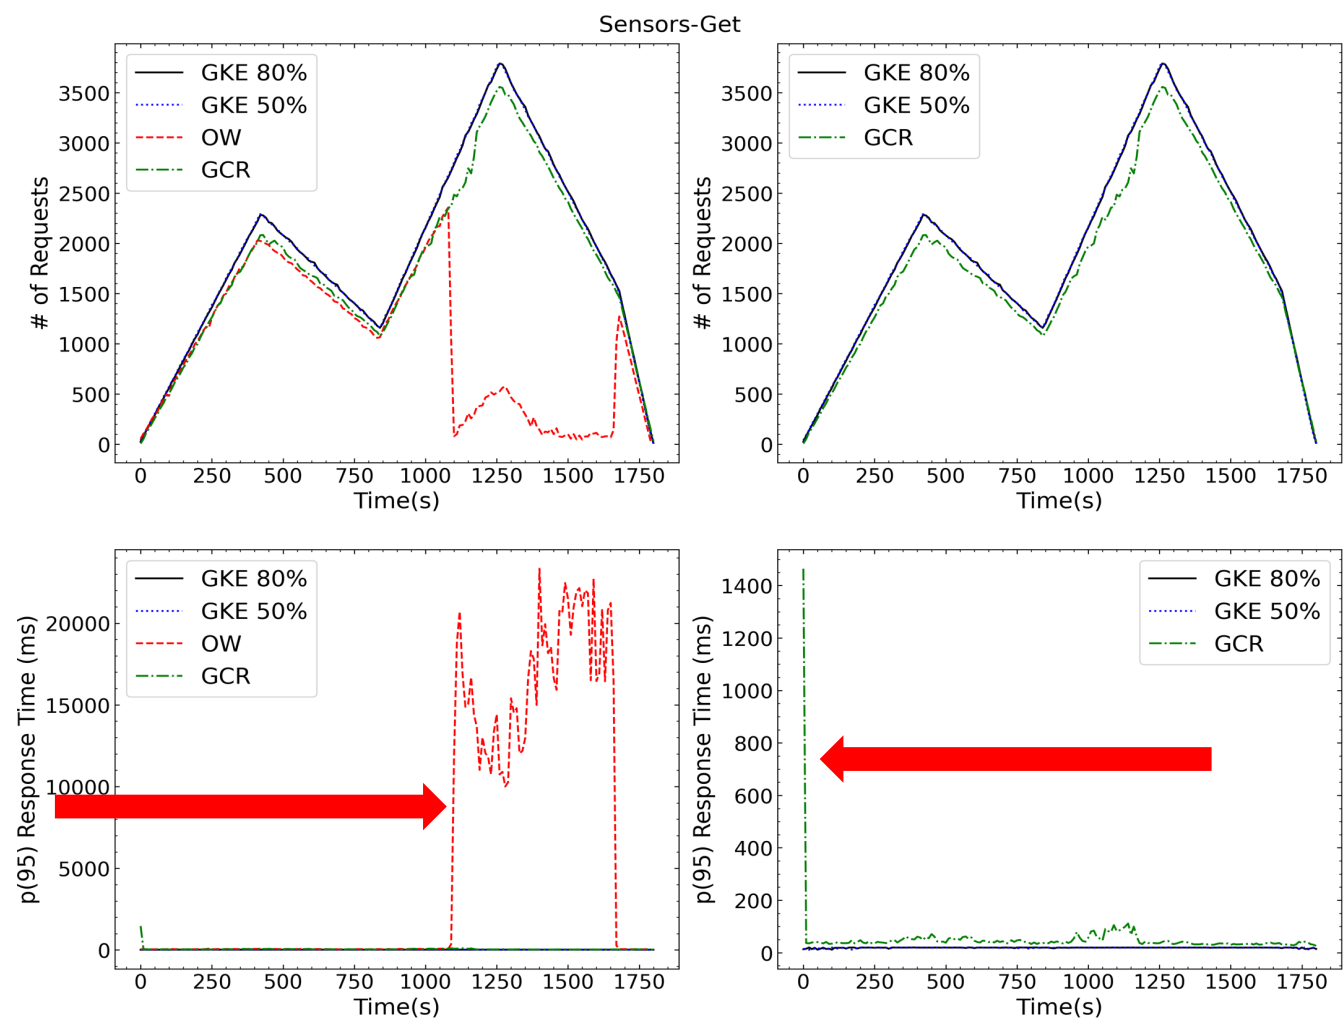 Sensors-Get
# of Requests
3500
3000
2500
2000
1500
1000
500
0
GKE 80%
GKE 50%
OW
GCR
0 250 500 750 1000 1250 1500 1750
Time(s)
# of Requests
3500
3000
2500
2000
1500
1000
500
0
GKE 80%
GKE 50%
GCR
0 250 500 750 1000 1250 1500 1750
Time(s)
p(95) Response Time (ms)
20000
15000
10000
5000
0
GKE 80%
GKE 50%
OW
GCR
0 250 500 750 1000 1250 1500 1750
Time(s)
p(95) Response Time (ms)
1400
1200
1000
800
600
400
200
0
GKE 80%
GKE 50%
GCR
0 250 500 750 1000 1250 1500 1750
Time(s)